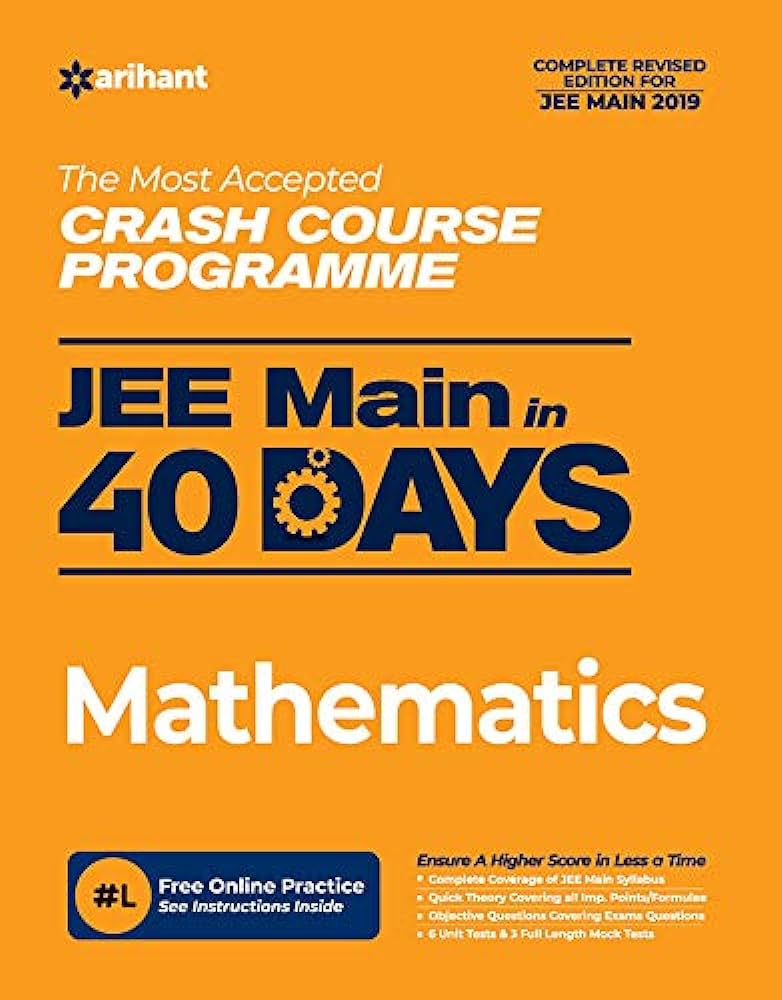 arihant
COMPLETE REVISED
EDITION FOR
JEE MAIN 2019
The Most Accepted
CRASH COURSE
PROGRAMME
JEE Main in
40 DAYS
Mathematics
#L
Free Online Practice
See Instructions Inside
Ensure A Higher Score in Less a Time
Complete Coverage of JEE Main Syllabus
Quick Theory Covering all Imp. Points/Formulae
Objective Questions Covering Exams Questions
6 Unit Tests & 3 Full Length Mock Tests